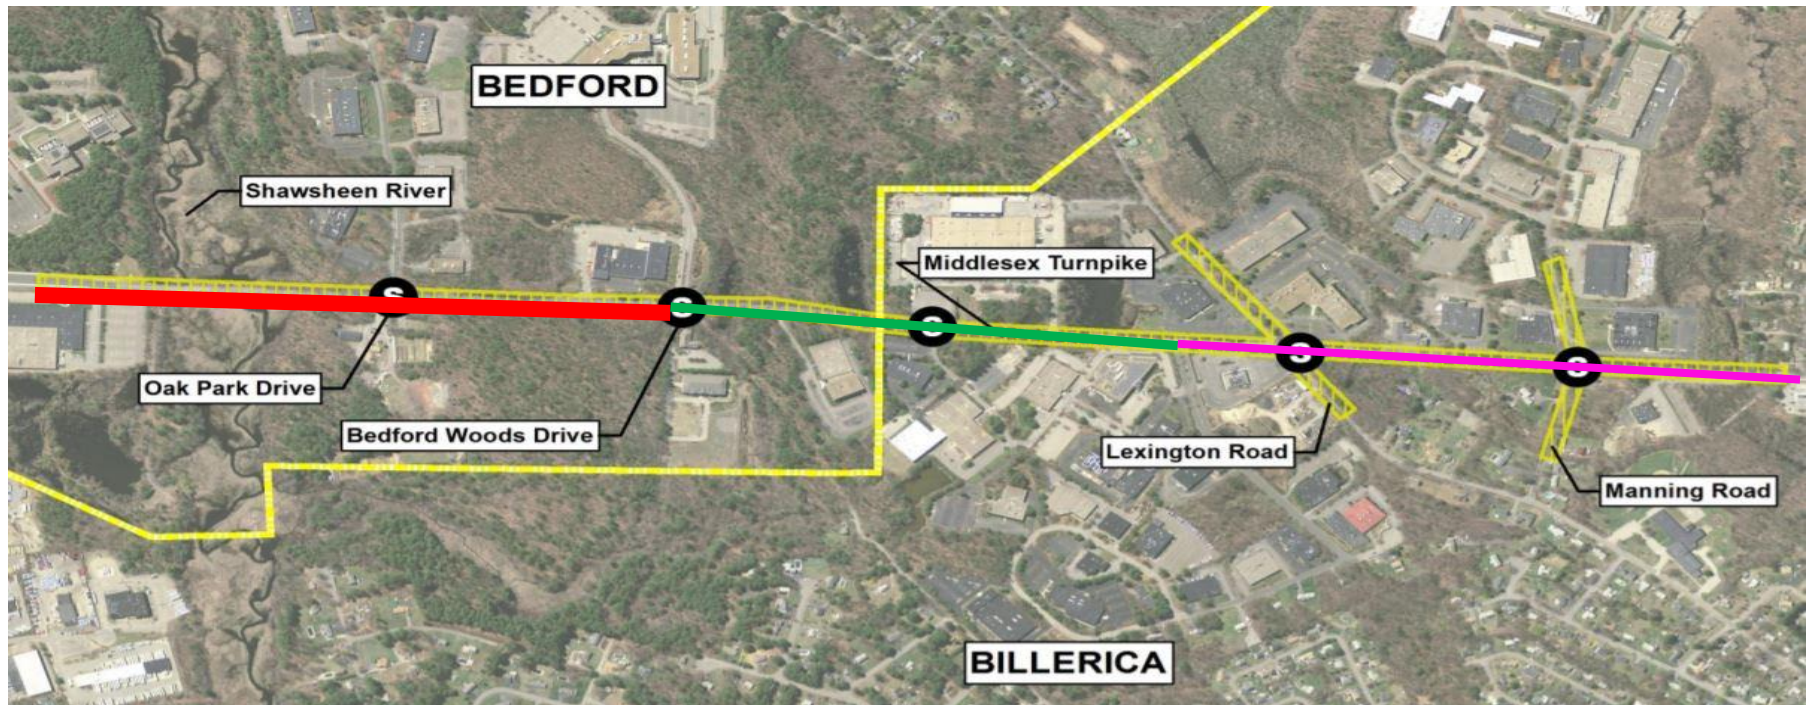 BEDFORD
Shawsheen River
Middlesex Turnpike
S
S
S
S
S
Oak Park Drive
Bedford Woods Drive
Lexington Road
Manning Road
BILLERICA